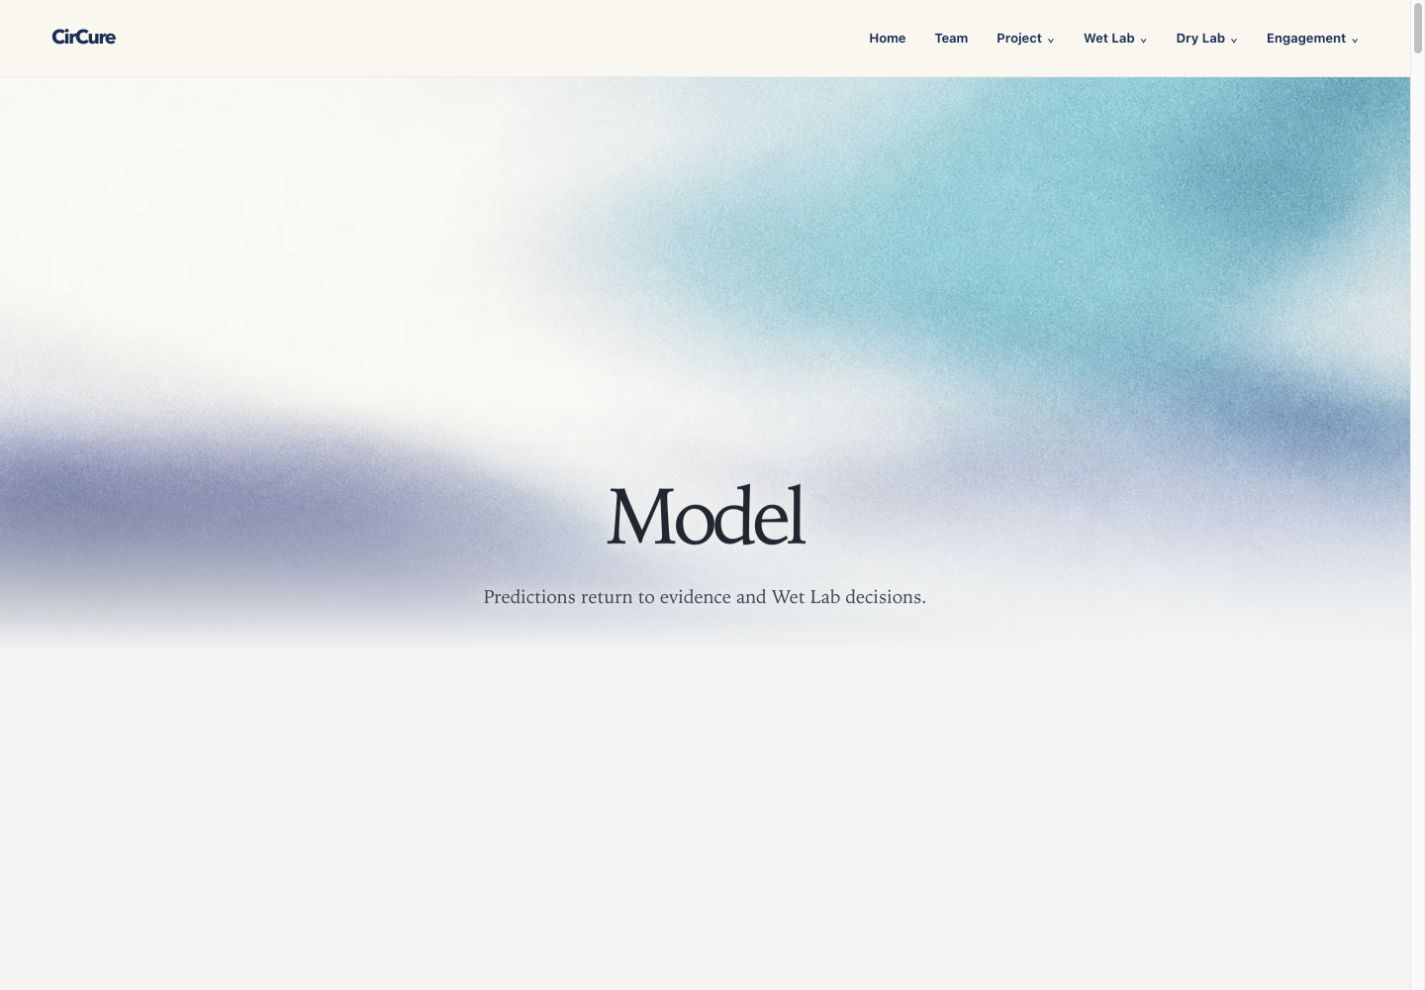 CirCure
Home Team Project Wet Lab Dry Lab Engagement
Model
Predictions return to evidence and Wet Lab decisions.